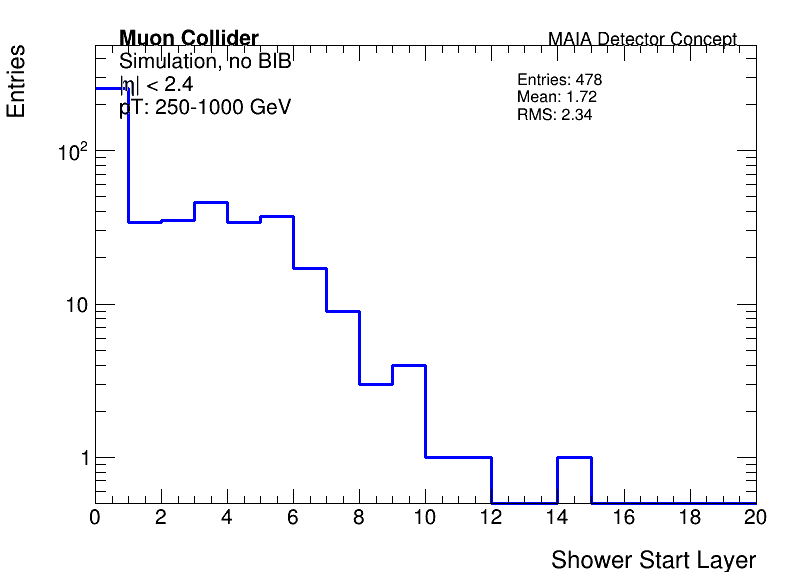 Muon Collider
MAIA Detector Concept
Simulation, no BIB
|η| < 2.4
pT: 250-1000 GeV
Entries: 478
Mean: 1.72
RMS: 2.34
Entries
10²
10
1
0 2 4 6 8 10 12 14 16 18 20
Shower Start Layer